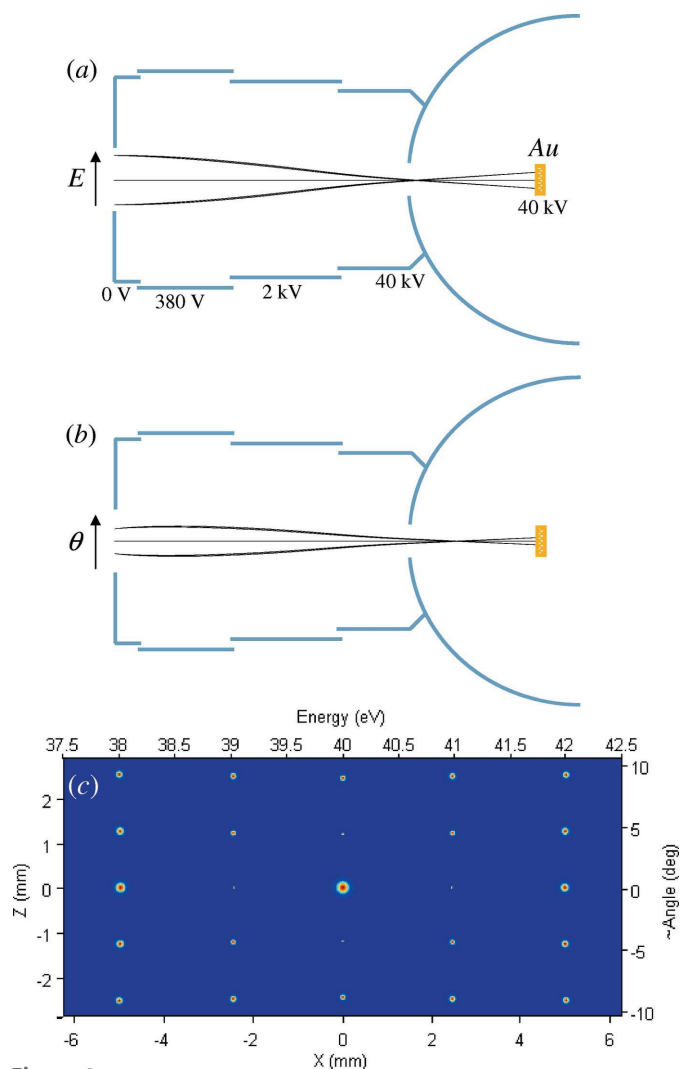 (a)
E
Au
40 kV
0 V
380 V
2 kV
40 kV
(b)
θ
Energy (eV)
37.5 38 38.5 39 39.5 40 40.5 41 41.5 42 42.5
(c)
Z (mm)
2
1
0
-1
-2
~Angle (deg)
10
5
0
-5
-10
-6 -4 -2 0 2 4 6
X (mm)